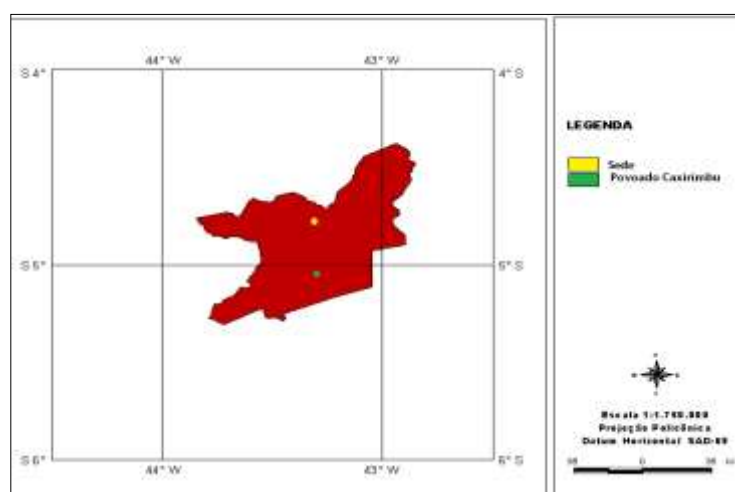 44° W
43° W
S 4°
4° S
S 5°
5° S
S 6°
6° S
44° W
43° W
LEGENDA
Sede
Povoado Caxirimbu
Projeção Policônica
Datum Horizontal SAD-69
0